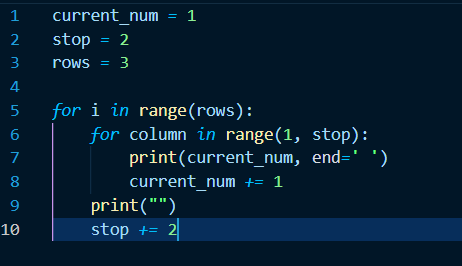 1 current_num = 1
2 stop = 2
3 rows = 3
4
5 for i in range(rows):
6     for column in range(1, stop):
7         print(current_num, end=' ')
8         current_num += 1
9     print("")
10     stop += 2